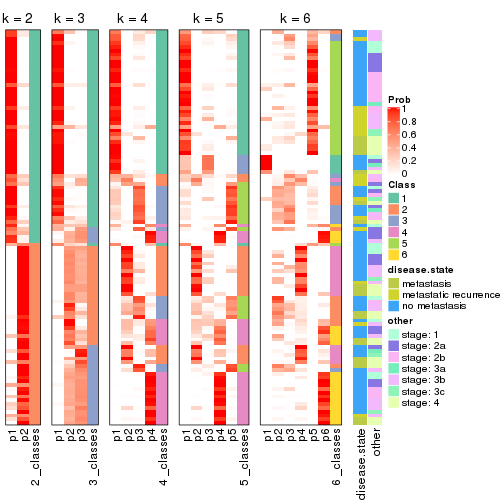 k = 2
k = 3
k = 4
k = 5
k = 6
p1
p2
2_classes
p1
p2
p3
3_classes
p1
p2
p3
p4
4_classes
p1
p2
p3
p4
p5
5_classes
p1
p2
p3
p4
p5
p6
6_classes
disease.state
other
Prob
1
0.8
0.6
0.4
0.2
0
Class
1
2
3
4
5
6
disease.state
metastasis
metastatic recurrence
no metastasis
other
stage: 1
stage: 2a
stage: 2b
stage: 3a
stage: 3b
stage: 3c
stage: 4